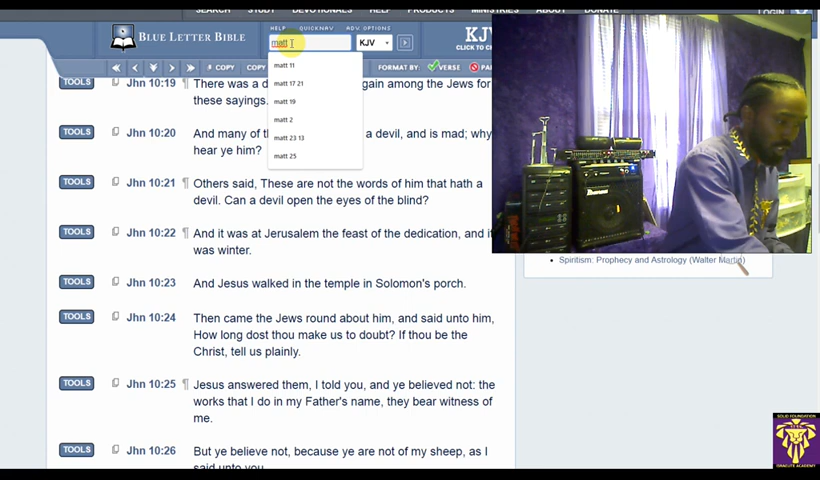 SEARCH STUDY DEVOTIONALS HELP PRODUCTS MINISTRIES ABOUT LOGIN
HELP QUICKNAV ADV. OPTIONS
BLUE LETTER BIBLE
matt
KJV
KJV
CLICK TO
matt 11
matt 17 21
matt 19
matt 2
matt 23 13
matt 25
COPY
COPY
FORMAT BY:
VERSE
TOOLS Jhn 10:19 ¶ There was a d
gain among the Jews for
these sayings.
TOOLS Jhn 10:20 And many of th
a devil, and is mad; why
hear ye him?
TOOLS Jhn 10:21 Others said, These are not the words of him that hath a
devil. Can a devil open the eyes of the blind?
TOOLS Jhn 10:22 ¶ And it was at Jerusalem the feast of the dedication, and it
was winter.
TOOLS Jhn 10:23 And Jesus walked in the temple in Solomon's porch.
TOOLS Jhn 10:24 Then came the Jews round about him, and said unto him,
How long dost thou make us to doubt? If thou be the
Christ, tell us plainly.
TOOLS Jhn 10:25 ¶ Jesus answered them, I told you, and ye believed not: the
works that I do in my Father's name, they bear witness of
me.
TOOLS Jhn 10:26 But ye believe not, because ye are not of my sheep, as I
said unto you.
• Spiritism: Prophecy and Astrology (Walter Martin)
Ibanez
SOLID FOUNDATION
ISRAELITE ACADEMY